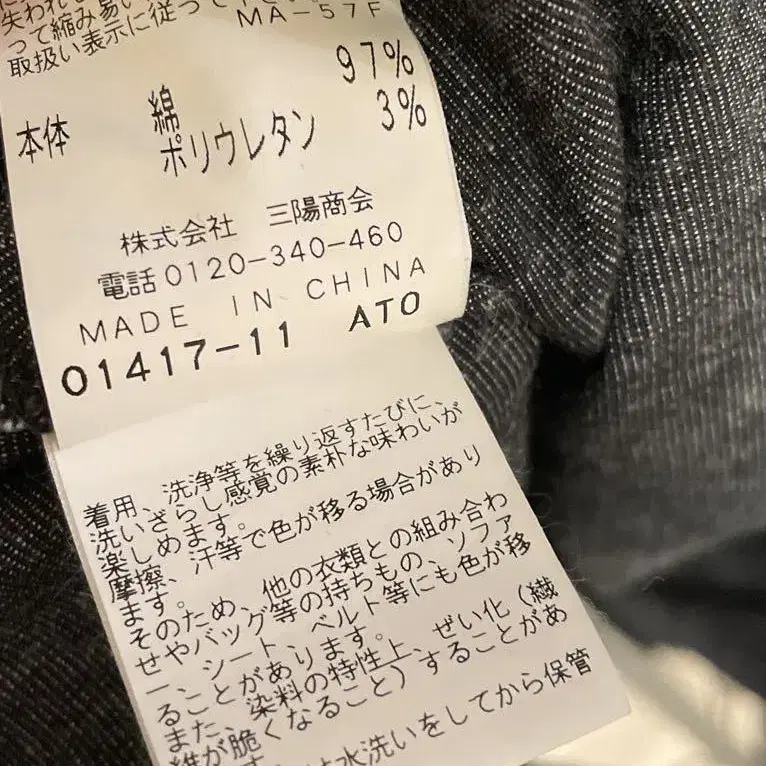 失われ
って縮み易い
取扱い表示に従って
MA-57F
本体 綿 97%
ポリウレタン 3%
株式会社 三陽商会
電話0120-340-460
MADE IN CHINA
01417-11 ATO
着用、洗浄等を繰り返すたびに、
洗いざらし感覚の素朴な味わいが
楽しめます。
摩擦、汗等で色が移る場合があり
ます。
そのため、他の衣類との組み合わ
せやバッグ等の持ちもの、ソファ
ー、シート、ベルト等にも色が移
ることがあります。
また、染料の特性上、ぜい化(繊
維が脆くなること)することがあ
水洗いをしてから保管